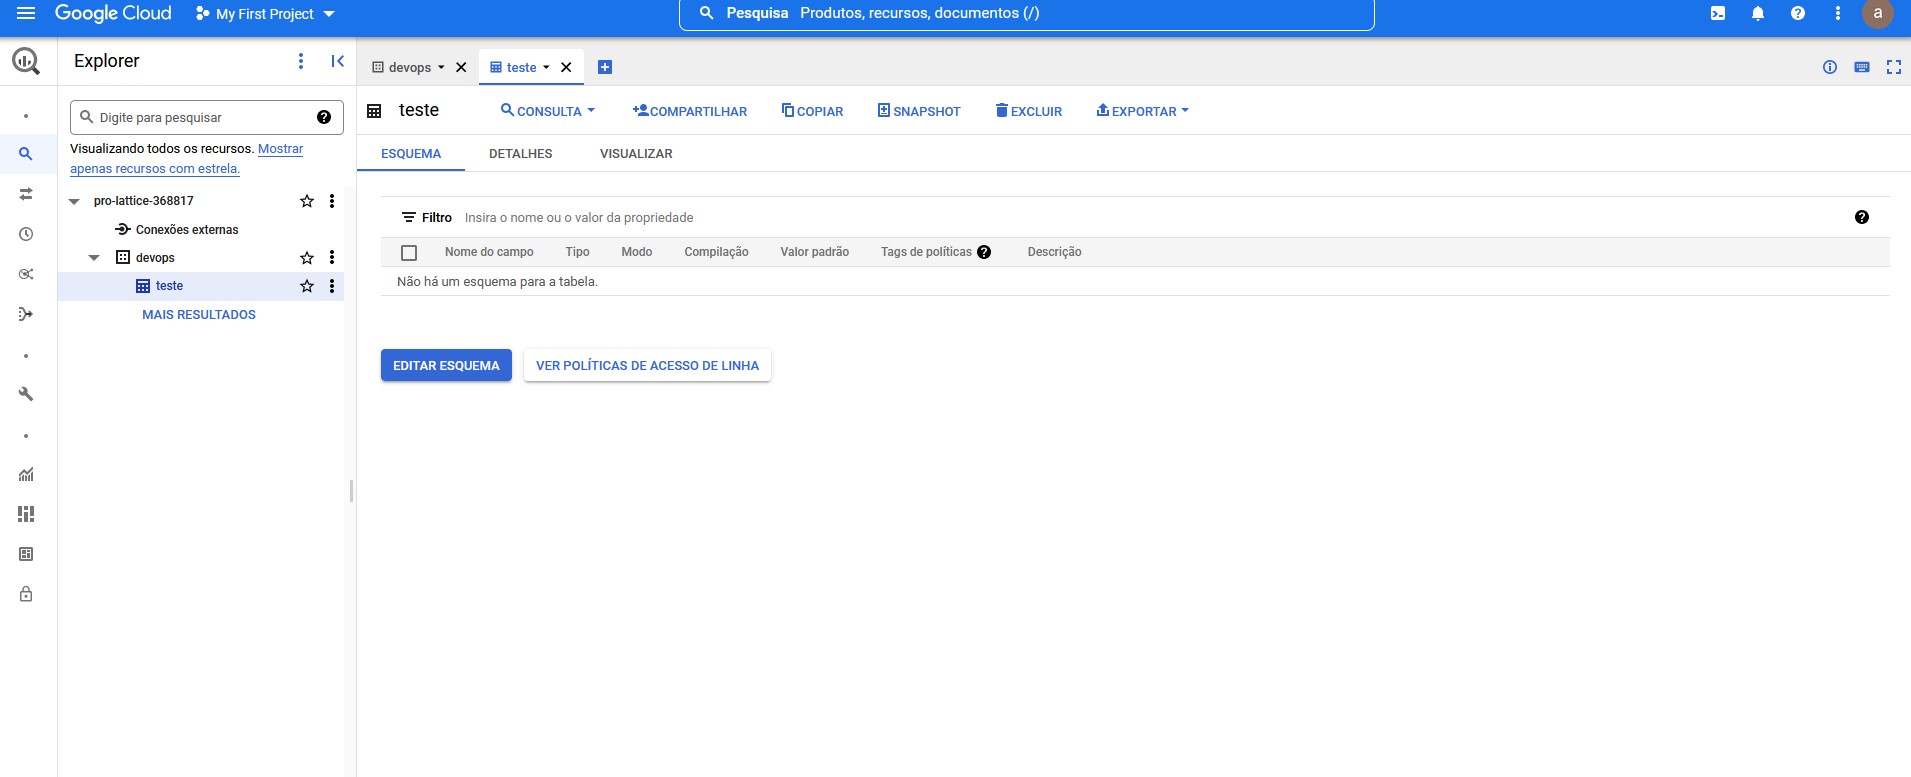 Google Cloud
My First Project
Pesquisa Produtos, recursos, documentos (/)
a
Explorer
devops
teste
Digite para pesquisar
Visualizando todos os recursos. Mostrar
apenas recursos com estrela.
pro-lattice-368817
Conexões externas
devops
teste
MAIS RESULTADOS
teste
CONSULTA
COMPARTILHAR
COPIAR
SNAPSHOT
EXCLUIR
EXPORTAR
ESQUEMA
DETALHES
VISUALIZAR
Filtro Insira o nome ou o valor da propriedade
Nome do campo Tipo Modo Compilação Valor padrão Tags de políticas Descrição
Não há um esquema para a tabela.
EDITAR ESQUEMA
VER POLÍTICAS DE ACESSO DE LINHA